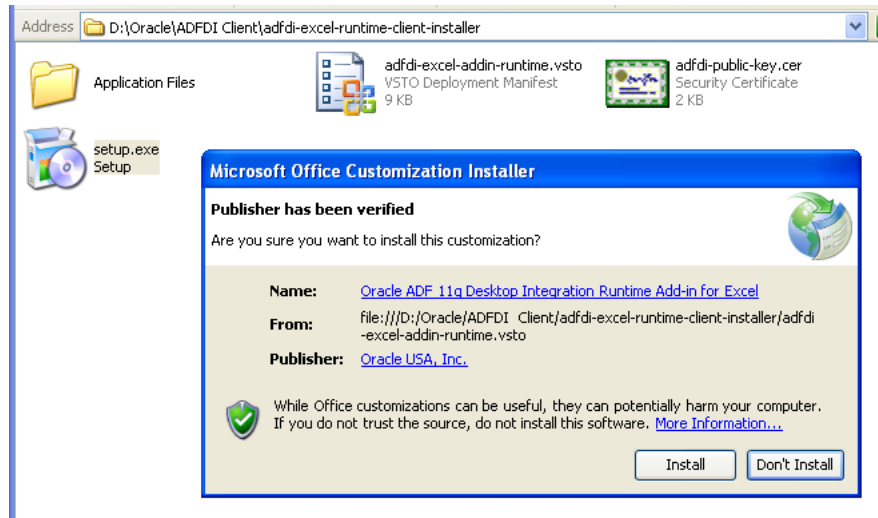 Address D:\Oracle\ADFDI Client\adfdi-excel-runtime-client-installer
Application Files
adfdi-excel-addin-runtime.vsto
VSTO Deployment Manifest
9 KB
adfdi-public-key.cer
Security Certificate
2 KB
setup.exe
Setup
Microsoft Office Customization Installer
Publisher has been verified
Are you sure you want to install this customization?
Name: Oracle ADF 11g Desktop Integration Runtime Add-in for Excel
From: file:///D:/Oracle/ADFDI Client/adfdi-excel-runtime-client-installer/adfdi
-excel-addin-runtime.vsto
Publisher: Oracle USA, Inc.
While Office customizations can be useful, they can potentially harm your computer.
If you do not trust the source, do not install this software. More Information...
Install Don't Install